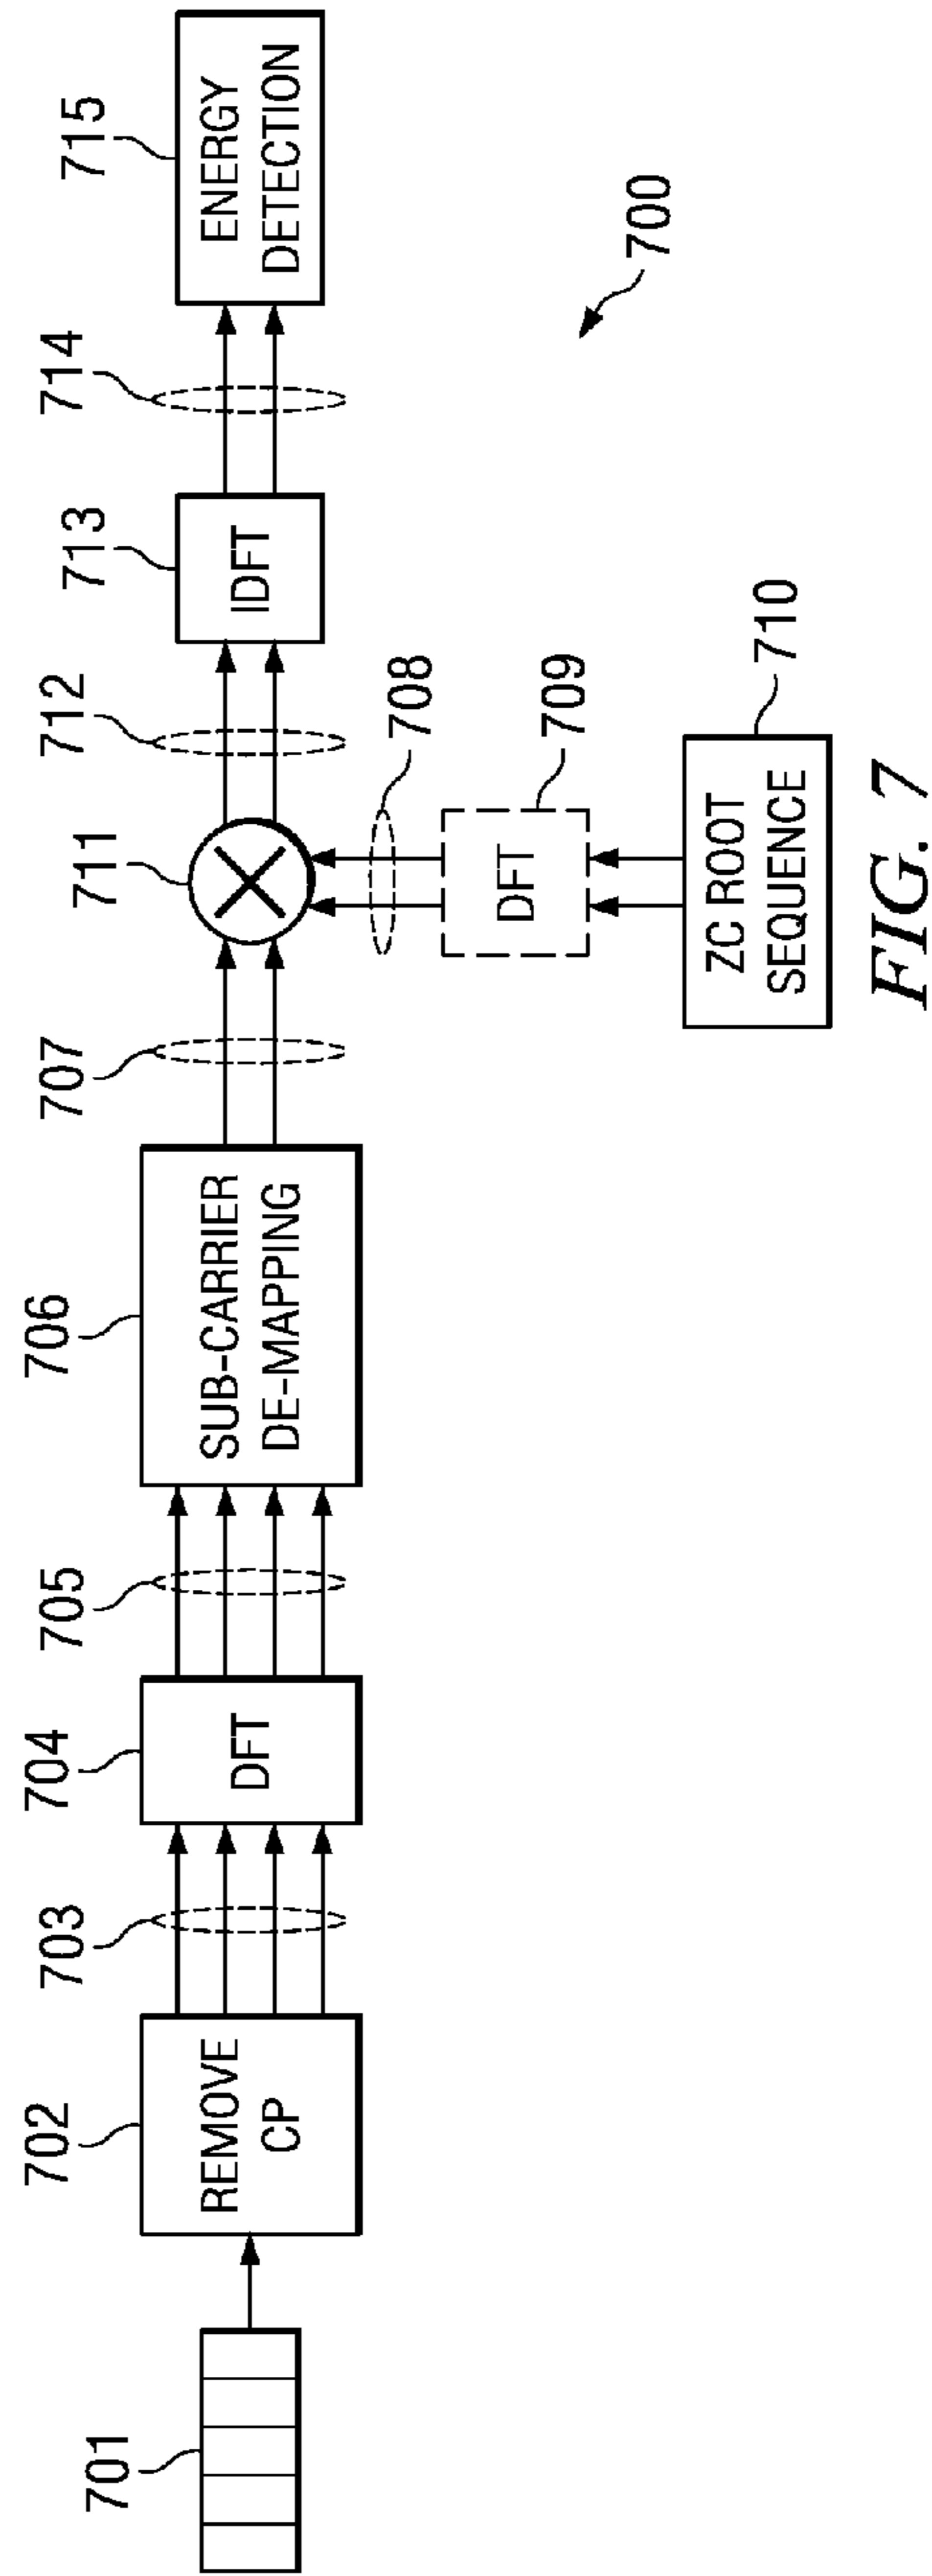 701
702
REMOVE
CP
703
704
DFT
705
706
SUB-CARRIER
DE-MAPPING
707
711
712
713
IDFT
714
715
ENERGY
DETECTION
708
DFT
709
ZC ROOT
SEQUENCE
710
700
FIG. 7